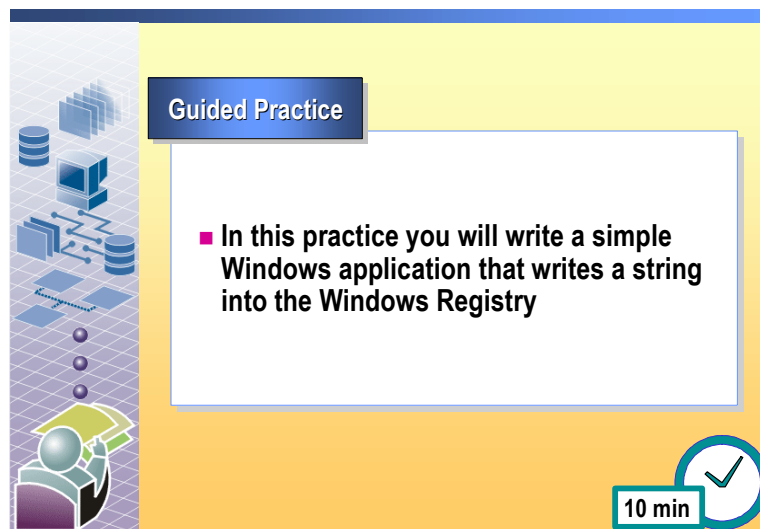 Guided Practice
In this practice you will write a simple
Windows application that writes a string
into the Windows Registry
10 min